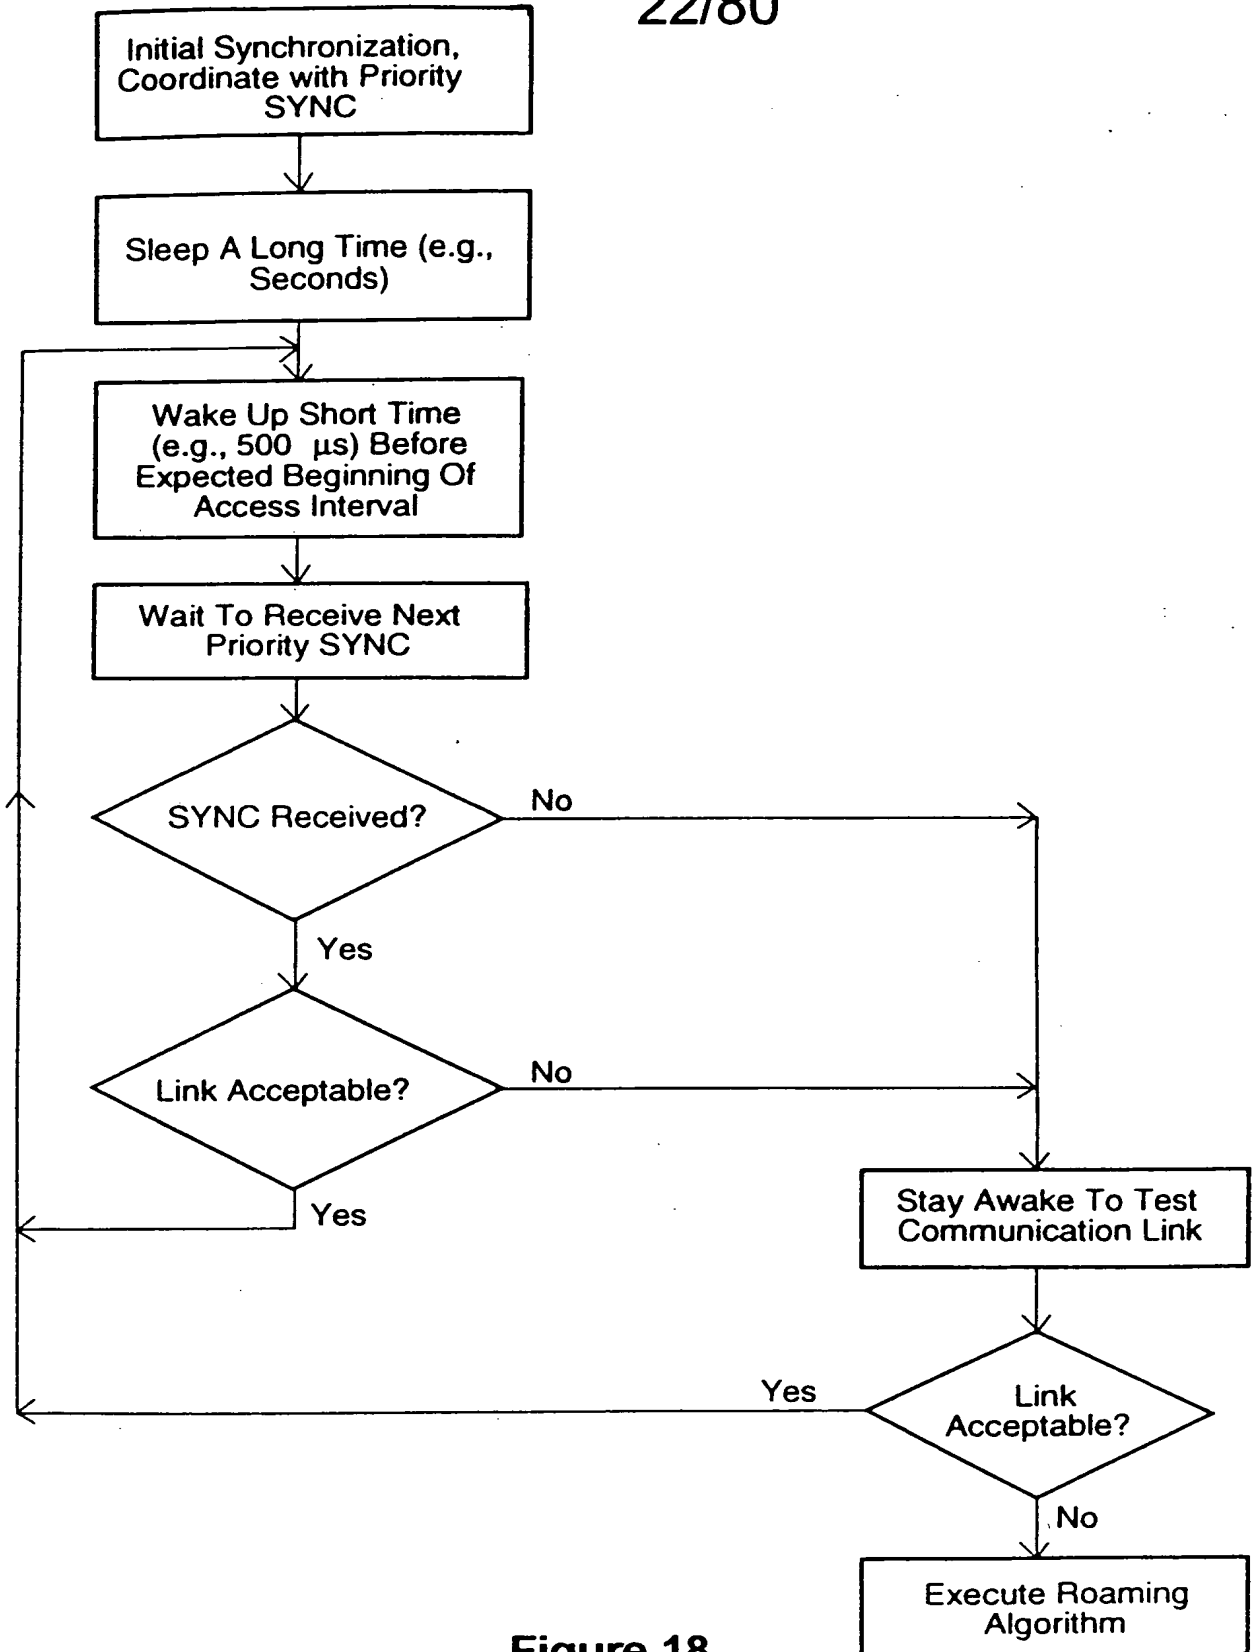 22/80
Initial Synchronization,
Coordinate with Priority
SYNC
Sleep A Long Time (e.g.,
Seconds)
Wake Up Short Time
(e.g., 500 µs) Before
Expected Beginning Of
Access Interval
Wait To Receive Next
Priority SYNC
SYNC Received?
No
Yes
Link Acceptable?
No
Yes
Stay Awake To Test
Communication Link
Yes
Link
Acceptable?
No
Execute Roaming
Algorithm
Figure 18